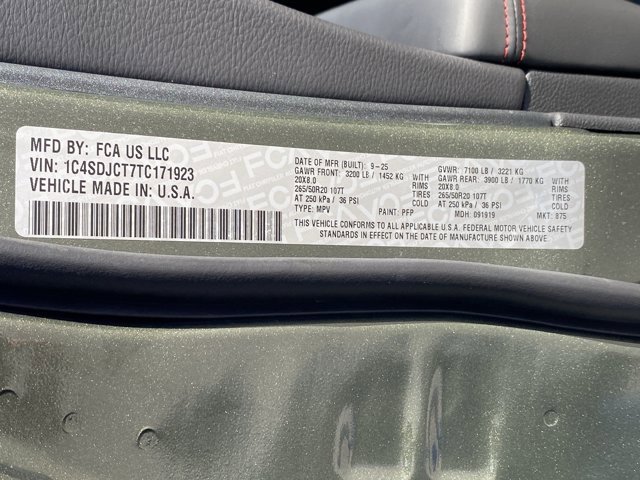 MFD BY: FCA US LLC
VIN: 1C4SDJCT7TC171923
VEHICLE MADE IN U.S.A.
DATE OF MFR (BUILT): 9-25 GVWR: 7100 LB / 3221 KG
GAWR FRONT: 3200 LB / 1452 KG WITH GAWR REAR: 3900 LB / 1770 KG WITH
20X8.0 RIMS 20X8.0 RIMS
265/50R20 107T TIRES 265/50R20 107T TIRES
AT 250 kPa / 36 PSI COLD AT 250 kPa / 36 PSI COLD
TYPE: MPV PAINT: PFP MDH: 091919 MKT: 875
THIS VEHICLE CONFORMS TO ALL APPLICABLE U.S.A. FEDERAL MOTOR VEHICLE SAFETY
STANDARDS IN EFFECT ON THE DATE OF MANUFACTURE SHOWN ABOVE.